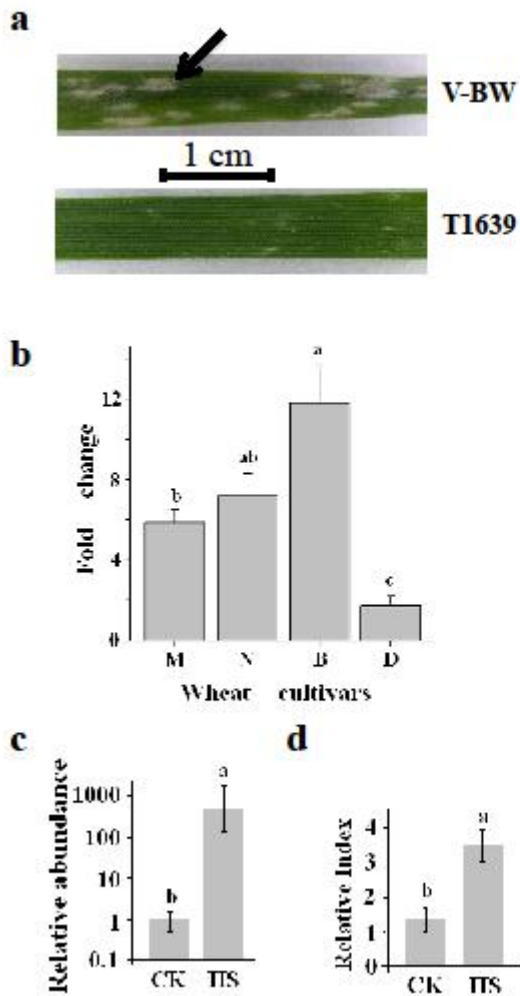 a
V-BW
1 cm
T1639
b
a
12
ab
8
b
4
c
0
Fold change
M N B D
Wheat cultivars
c
d
a
1000
100
10
b
1
0.1
Relative abundance
CK HS
a
4
3
b
2
1
0
Relative Index
CK HS